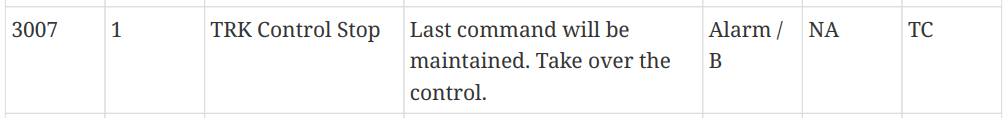 3007 1 TRK Control Stop Last command will be Alarm / NA TC
maintained. Take over the B
control.